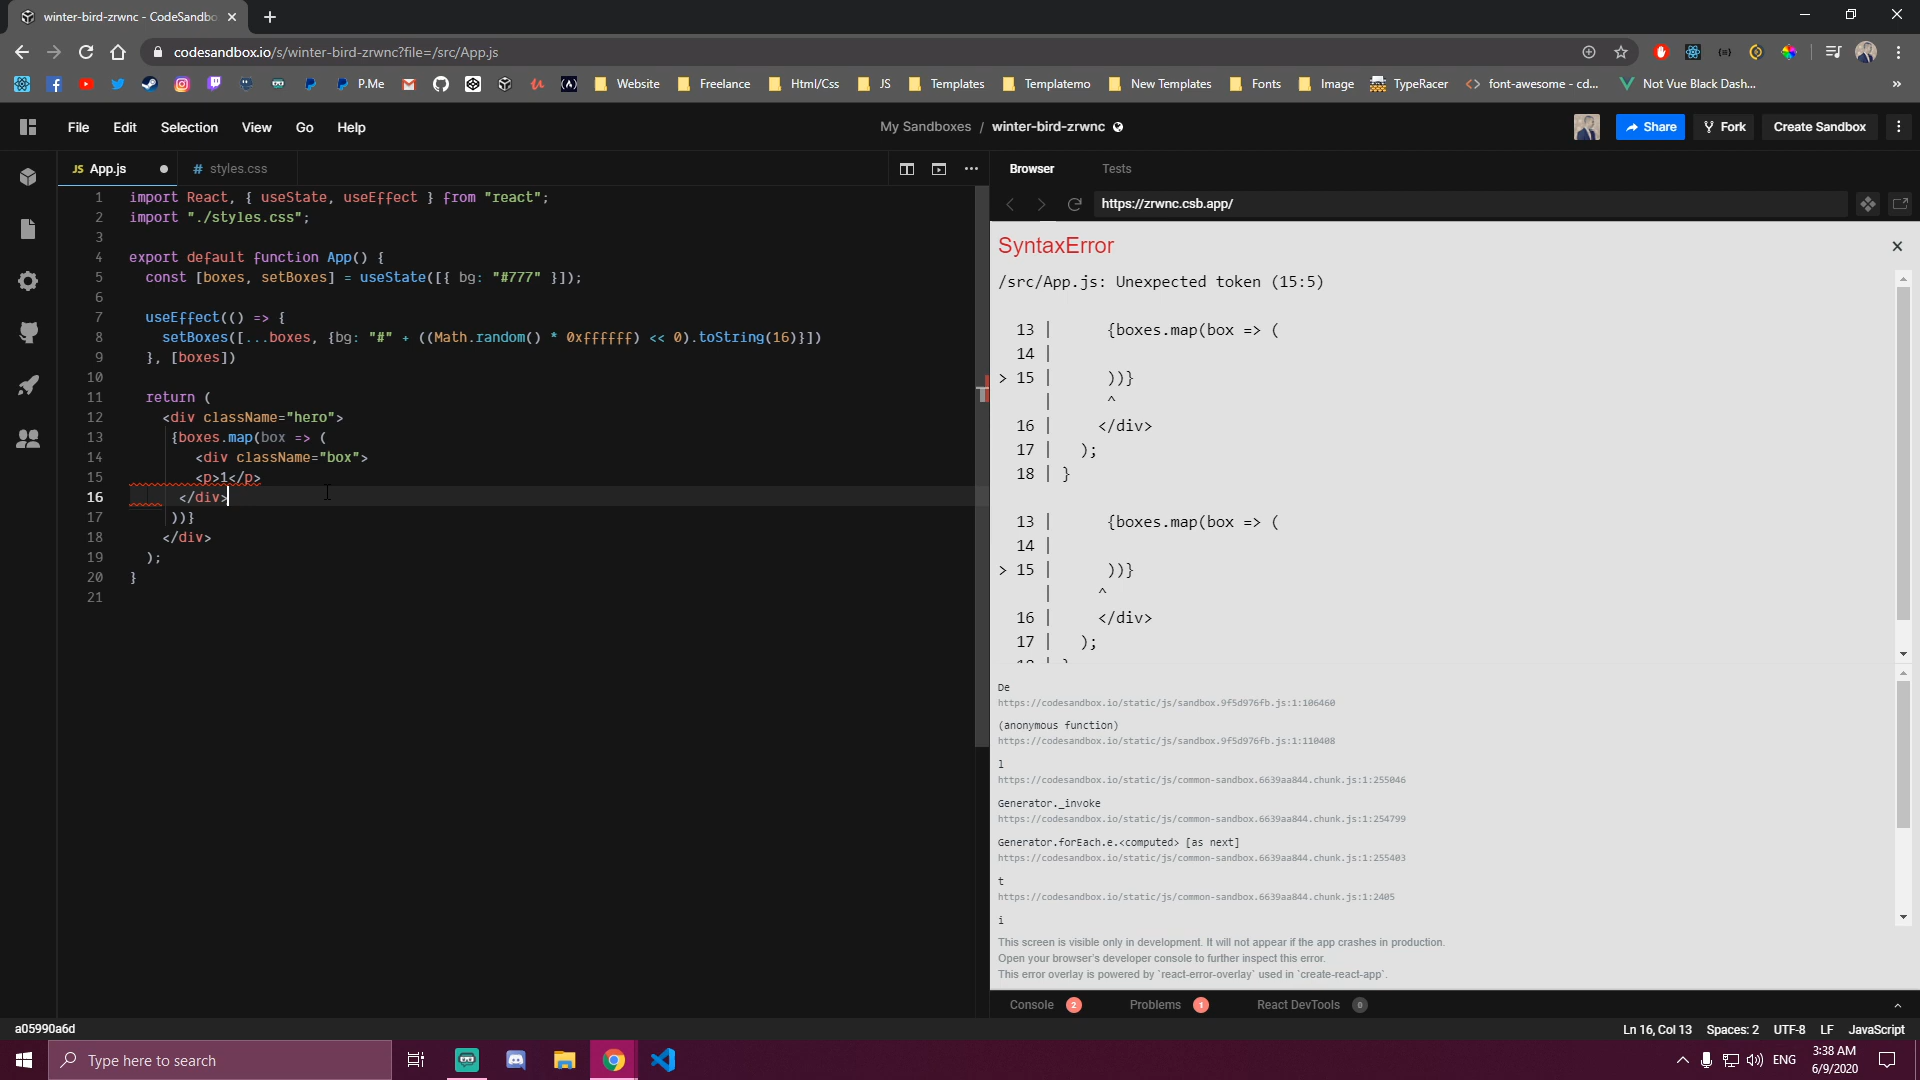 winter-bird-zrwnc - CodeSandbo
codesandbox.io/s/winter-bird-zrwnc?file=/src/App.js
P.Me Website Freelance Html/Css JS Templates Templatemo New Templates Fonts Image TypeRacer font-awesome - cd... Not Vue Black Dash... »
File Edit Selection View Go Help
My Sandboxes / winter-bird-zrwnc
Share Fork Create Sandbox
JS App.js # styles.css
1 import React, { useState, useEffect } from "react";
2 import "./styles.css";
3
4 export default function App() {
5 const [boxes, setBoxes] = useState([{ bg: "#777" }]);
6
7 useEffect(() => {
8 setBoxes([...boxes, {bg: "#" + ((Math.random() * 0xffffff) << 0).toString(16)}])
9 }, [boxes])
10
11 return (
12 <div className="hero">
13 {boxes.map(box => (
14 <div className="box">
15 <p>1</p>
16 </div>
17 ))}
18 </div>
19 );
20 }
21
Browser Tests
https://zrwnc.csb.app/
SyntaxError
/src/App.js: Unexpected token (15:5)
13 | {boxes.map(box => (
14 |
> 15 | ))}
| ^
16 | </div>
17 | );
18 | }
13 | {boxes.map(box => (
14 |
> 15 | ))}
| ^
16 | </div>
17 | );
18 | }
De
https://codesandbox.io/static/js/sandbox.9f5d976fb.js:1:106460
(anonymous function)
https://codesandbox.io/static/js/sandbox.9f5d976fb.js:1:110408
l
https://codesandbox.io/static/js/common-sandbox.6639aa844.chunk.js:1:255046
Generator._invoke
https://codesandbox.io/static/js/common-sandbox.6639aa844.chunk.js:1:254799
Generator.forEach.e.<computed> [as next]
https://codesandbox.io/static/js/common-sandbox.6639aa844.chunk.js:1:255403
t
https://codesandbox.io/static/js/common-sandbox.6639aa844.chunk.js:1:2405
i
This screen is visible only in development. It will not appear if the app crashes in production.
Open your browser's developer console to further inspect this error.
This error overlay is powered by `react-error-overlay` used in `create-react-app`.
Console 2 Problems 1 React DevTools 0
a05990a6d
Ln 16, Col 13 Spaces: 2 UTF-8 LF JavaScript
Type here to search
ENG
3:38 AM
6/9/2020